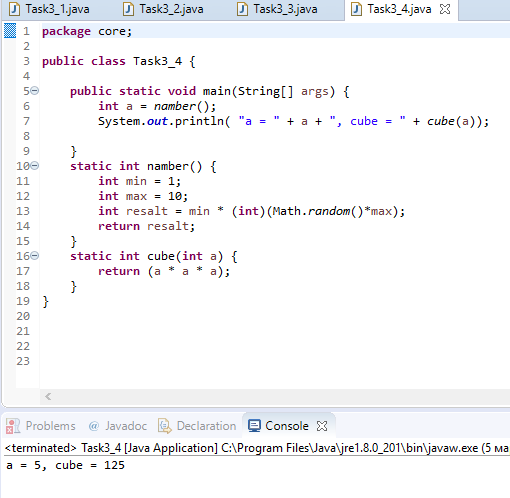 Task3_1.java Task3_2.java Task3_3.java Task3_4.java
1 package core;
2
3 public class Task3_4 {
4
5 public static void main(String[] args) {
6 int a = namber();
7 System.out.println( "a = " + a + ", cube = " + cube(a));
8
9 }
10 static int namber() {
11 int min = 1;
12 int max = 10;
13 int resalt = min * (int)(Math.random()*max);
14 return resalt;
15 }
16 static int cube(int a) {
17 return (a * a * a);
18 }
19 }
20
21
22
23
Problems @ Javadoc Declaration Console
<terminated> Task3_4 [Java Application] C:\Program Files\Java\jre1.8.0_201\bin\javaw.exe (5 ма
a = 5, cube = 125